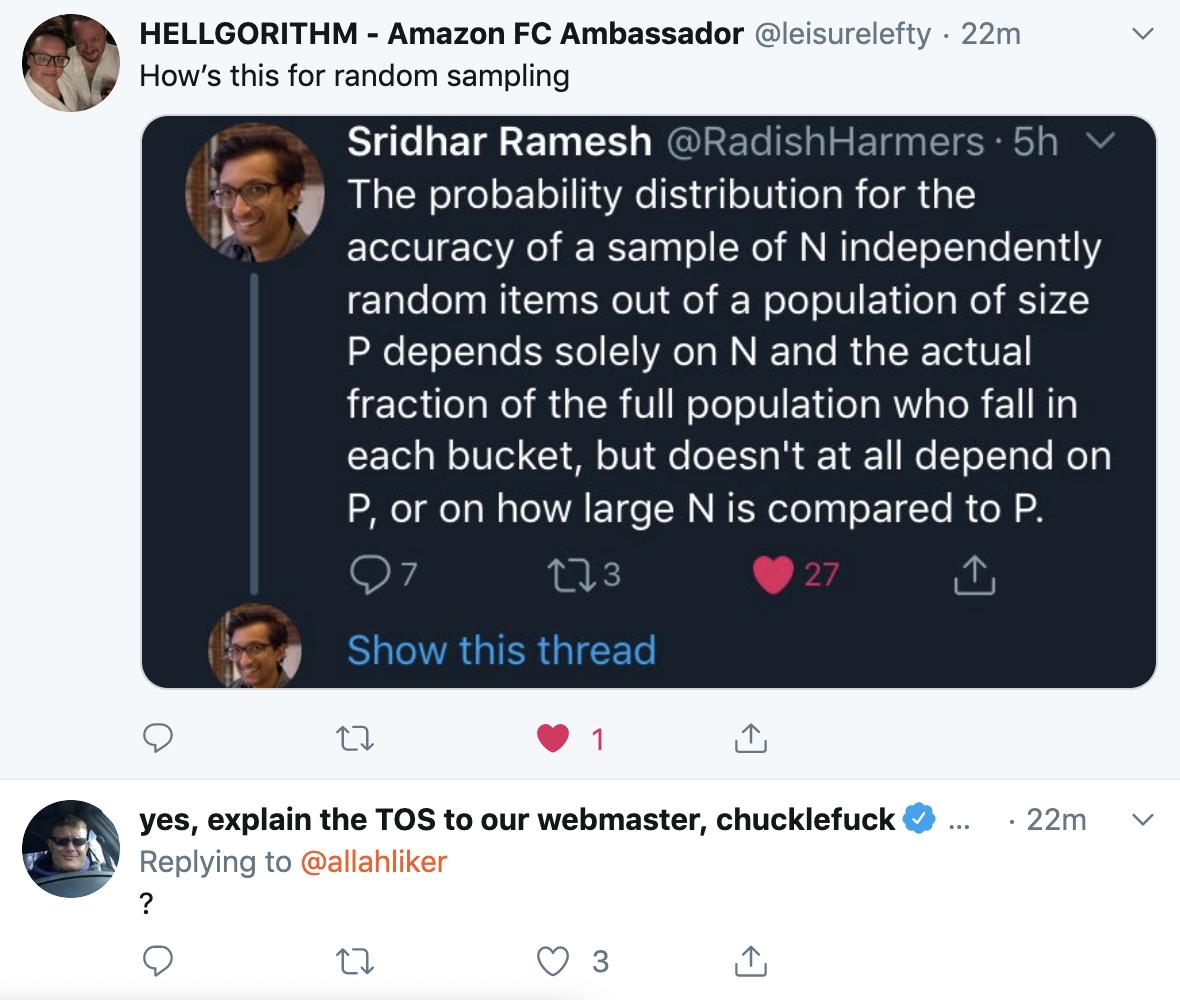 HELLGORITHM - Amazon FC Ambassador @leisurelefty · 22m
How's this for random sampling
Sridhar Ramesh @RadishHarmers · 5h
The probability distribution for the
accuracy of a sample of N independently
random items out of a population of size
P depends solely on N and the actual
fraction of the full population who fall in
each bucket, but doesn't at all depend on
P, or on how large N is compared to P.
7 3 27
Show this thread
1
yes, explain the TOS to our webmaster, chucklefuck ... · 22m
Replying to @allahliker
?
3